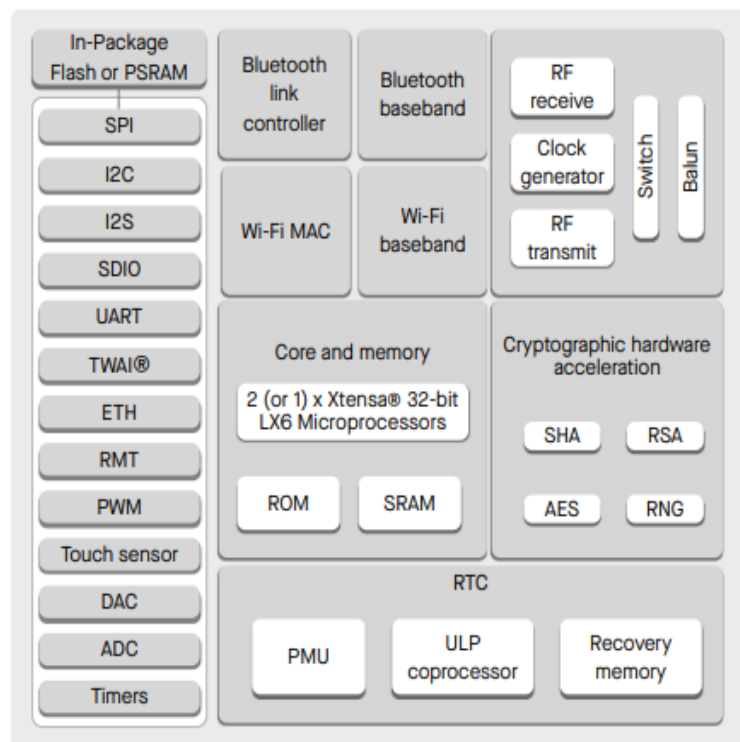 In-Package
Flash or PSRAM
SPI
I2C
I2S
SDIO
UART
TWAI®
ETH
RMT
PWM
Touch sensor
DAC
ADC
Timers
Bluetooth
link
controller
Bluetooth
baseband
Wi-Fi MAC
Wi-Fi
baseband
RF
receive
Clock
generator
RF
transmit
Switch
Balun
Core and memory
2 (or 1) x Xtensa® 32-bit
LX6 Microprocessors
ROM
SRAM
Cryptographic hardware
acceleration
SHA
RSA
AES
RNG
RTC
PMU
ULP
coprocessor
Recovery
memory